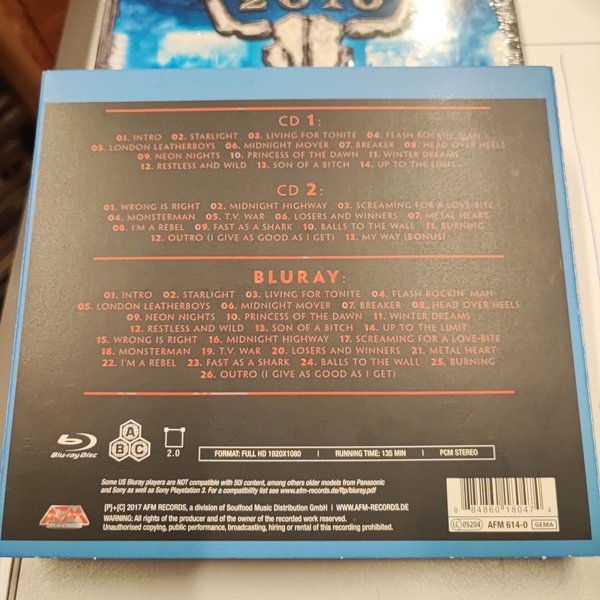 2016
CD 1:
01. INTRO 02. STARLIGHT 03. LIVING FOR TONITE 04. FLASH ROCKIN' MAN
05. LONDON LEATHERBOYS 06. MIDNIGHT MOVER 07. BREAKER 08. HEAD OVER HEELS
09. NEON NIGHTS 10. PRINCESS OF THE DAWN 11. WINTER DREAMS
12. RESTLESS AND WILD 13. SON OF A BITCH 14. UP TO THE LIMIT
CD 2:
01. WRONG IS RIGHT 02. MIDNIGHT HIGHWAY 03. SCREAMING FOR A LOVE-BITE
04. MONSTERMAN 05. T.V. WAR 06. LOSERS AND WINNERS 07. METAL HEART
08. I'M A REBEL 09. FAST AS A SHARK 10. BALLS TO THE WALL 11. BURNING
12. OUTRO (I GIVE AS GOOD AS I GET) 13. MY WAY (BONUS)
BLURAY:
01. INTRO 02. STARLIGHT 03. LIVING FOR TONITE 04. FLASH ROCKIN' MAN
05. LONDON LEATHERBOYS 06. MIDNIGHT MOVER 07. BREAKER 08. HEAD OVER HEELS
09. NEON NIGHTS 10. PRINCESS OF THE DAWN 11. WINTER DREAMS
12. RESTLESS AND WILD 13. SON OF A BITCH 14. UP TO THE LIMIT
15. WRONG IS RIGHT 16. MIDNIGHT HIGHWAY 17. SCREAMING FOR A LOVE-BITE
18. MONSTERMAN 19. T.V. WAR 20. LOSERS AND WINNERS 21. METAL HEART
22. I'M A REBEL 23. FAST AS A SHARK 24. BALLS TO THE WALL 25. BURNING
26. OUTRO (I GIVE AS GOOD AS I GET)
Blu-ray Disc A B C 2.0 FORMAT: FULL HD 1920X1080 | RUNNING TIME: 135 MIN | PCM STEREO
Some US Bluray players are NOT compatible with 50i content, among others older models from Panasonic
and Sony as well as Sony Playstation 3. For a compatibility list see www.afm-records.de/ftp/bluray.pdf
[P]+[C] 2017 AFM RECORDS, a division of Soulfood Music Distribution GmbH | WWW.AFM-RECORDS.DE
WARNING: All rights of the producer and of the owner of the recorded work reserved.
Unauthorised copying, public performance, broadcasting, hiring or rental of this recording prohibited.
AFM
RECORDS
8 84860 18047 4
LC 05204 AFM 614-0 GEMA